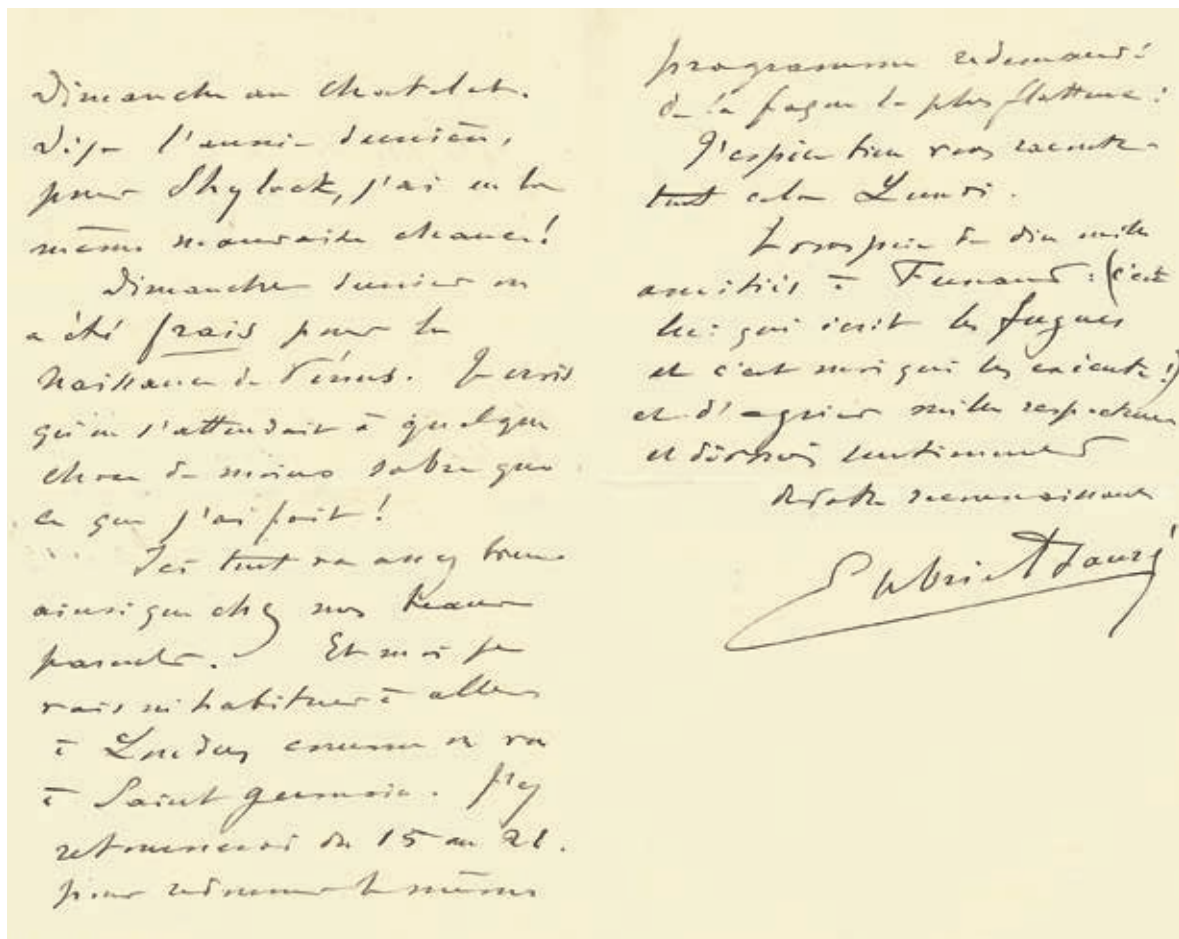 Dimanche au Chatelet.
Déja l'année dernière,
pour Shylock, j'ai eu la
même mauvaise chance!
Dimanche dernier on
a été frais pour la
naissance de Vénus. Je crois
qu'on s'attendait à quelque
chose de moins sobre que
ce que j'ai fait!
Ici tout va assez bien
ainsi que chez nos beaux
parents. Et moi je
vais m'habituer à aller
à Londres comme on va
à Saint Germain. J'y
retournerai du 15 au 21.
pour redonner le même
programme redemandé
de la façon la plus flatteuse:
J'espère bien vous raconter
tout cela Lundi.
Je vous prie de dire mille
amitiés à Fernand: (c'est
lui qui écrit les fugues
et c'est moi qui les exécute!)
et d'agréer mille respectueux
et dévoués sentiments
de votre reconnaissant
Gabriel Fauré